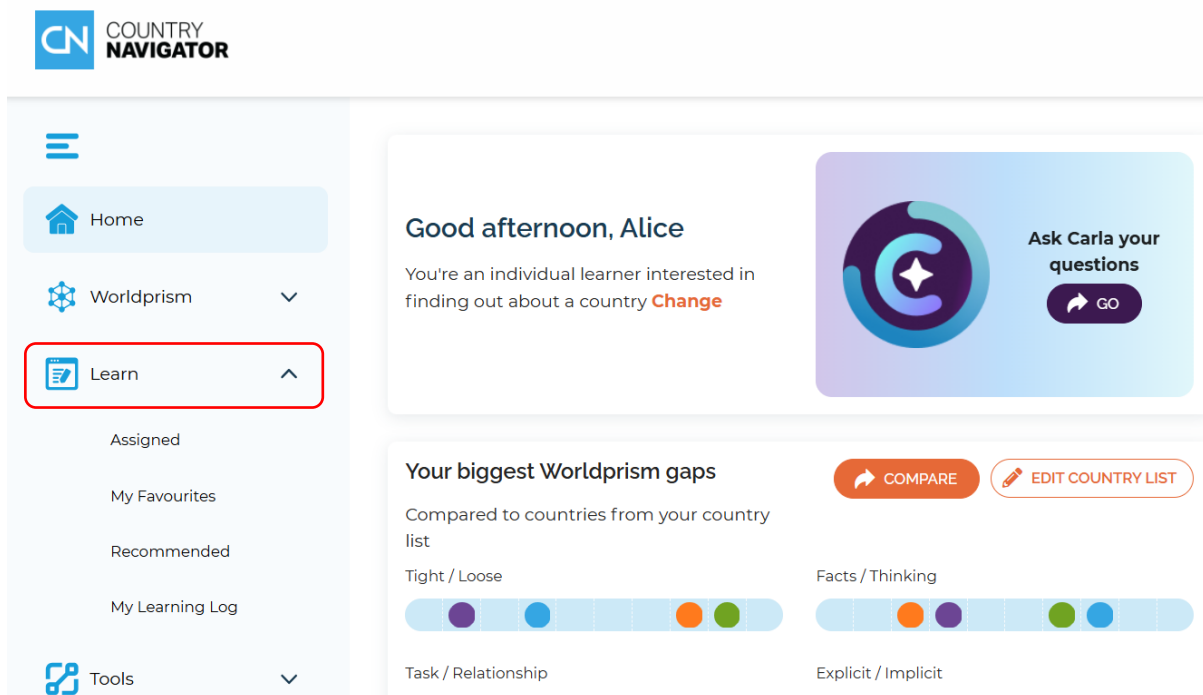 CN COUNTRY
NAVIGATOR
Home
Worldprism
Learn
Assigned
My Favourites
Recommended
My Learning Log
Tools
Good afternoon, Alice
You're an individual learner interested in
finding out about a country Change
Ask Carla your
questions
GO
Your biggest Worldprism gaps
COMPARE
EDIT COUNTRY LIST
Compared to countries from your country
list
Tight / Loose
Facts / Thinking
Task / Relationship
Explicit / Implicit